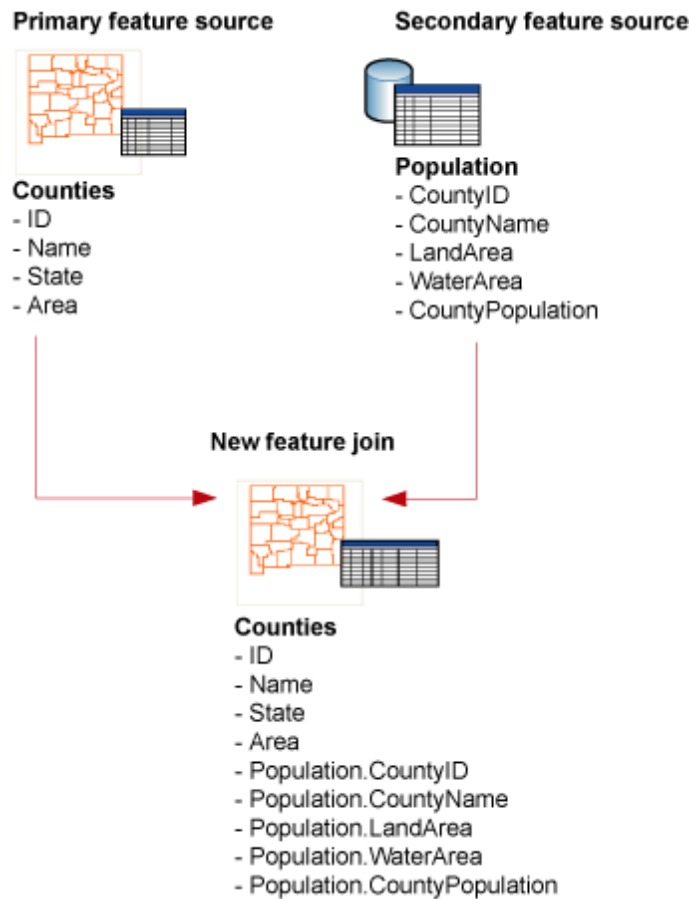 Primary feature source
Counties
- ID
- Name
- State
- Area
Secondary feature source
Population
- CountyID
- CountyName
- LandArea
- WaterArea
- CountyPopulation
New feature join
Counties
- ID
- Name
- State
- Area
- Population.CountyID
- Population.CountyName
- Population.LandArea
- Population.WaterArea
- Population.CountyPopulation